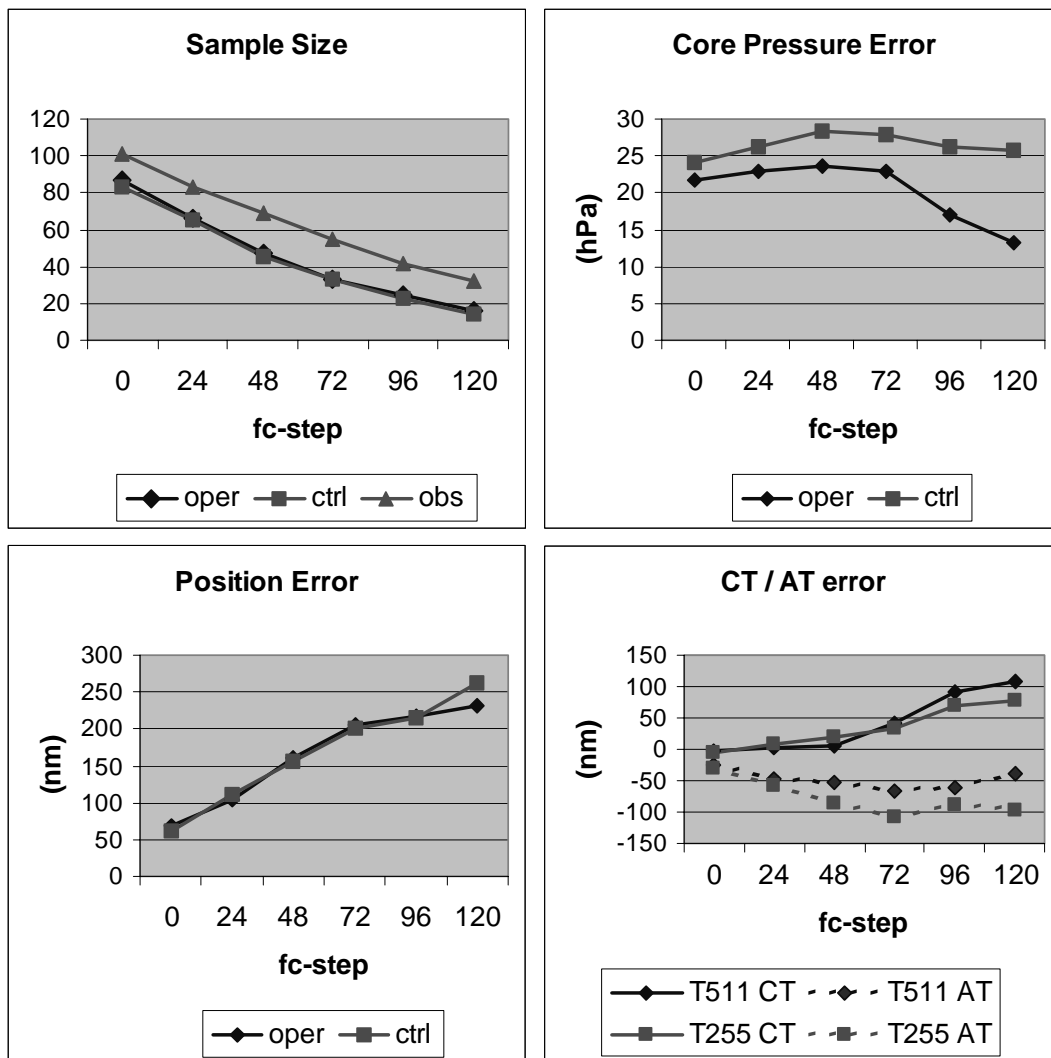 Sample Size
120
100
80
60
40
20
0
0 24 48 72 96 120
fc-step
oper ctrl obs
Core Pressure Error
(hPa)
30
25
20
15
10
5
0
0 24 48 72 96 120
fc-step
oper ctrl
Position Error
(nm)
300
250
200
150
100
50
0
0 24 48 72 96 120
fc-step
oper ctrl
CT / AT error
(nm)
150
100
50
0
-50
-100
-150
0 24 48 72 96 120
fc-step
T511 CT T511 AT
T255 CT T255 AT